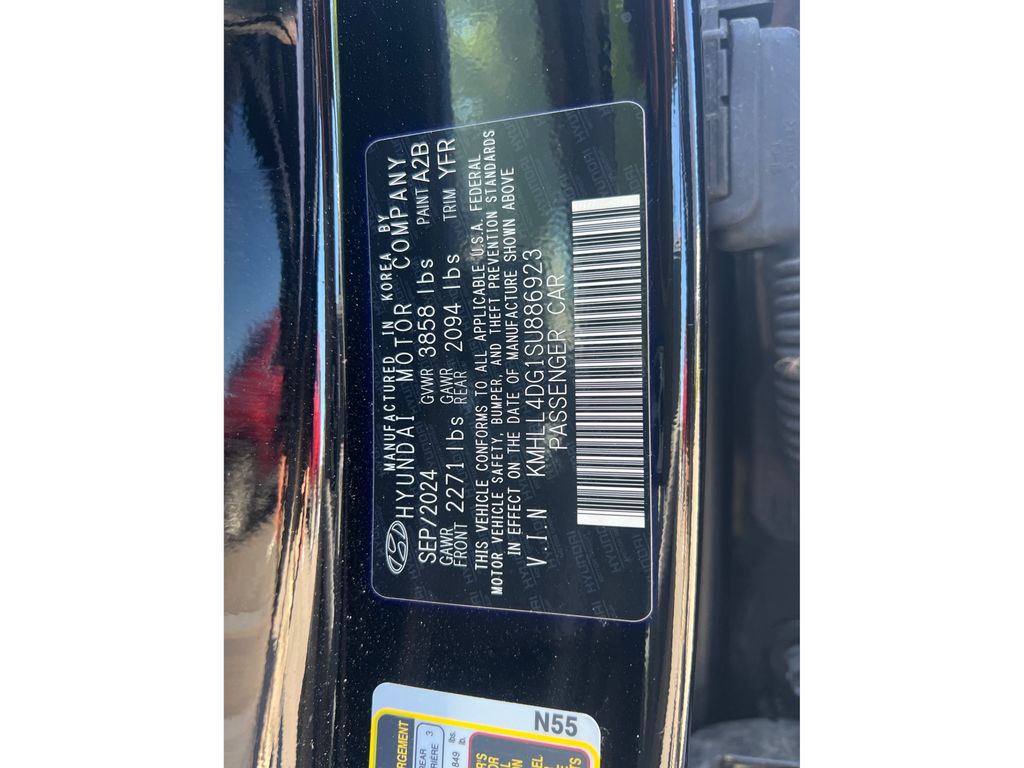 MANUFACTURED IN KOREA BY
HYUNDAI MOTOR COMPANY
SEP/2024 GVWR 3858 lbs PAINT A2B
GAWR FRONT 2271 lbs GAWR REAR 2094 lbs TRIM YFR
THIS VEHICLE CONFORMS TO ALL APPLICABLE U.S.A. FEDERAL
MOTOR VEHICLE SAFETY, BUMPER, AND THEFT PREVENTION STANDARDS
IN EFFECT ON THE DATE OF MANUFACTURE SHOWN ABOVE
V.I.N KMHLL4DG1SU886923
PASSENGER CAR
N55